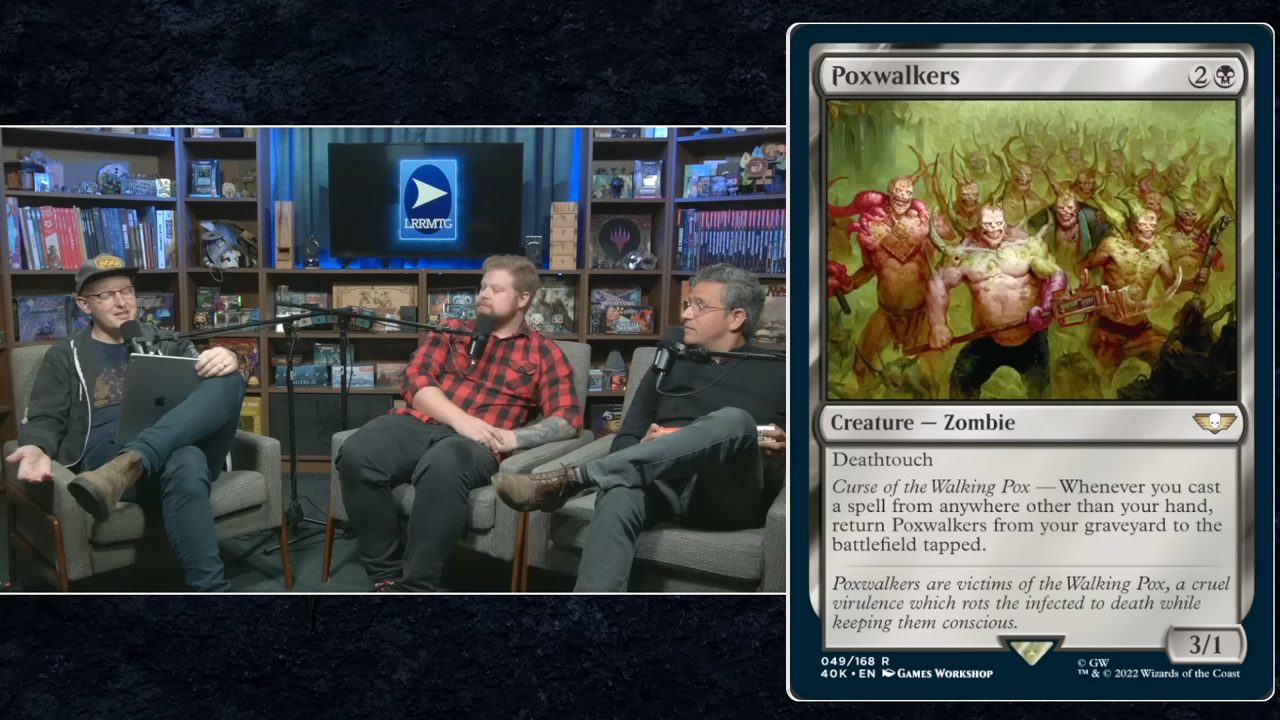 LRRMTG
Poxwalkers
2
Creature — Zombie
Deathtouch
Curse of the Walking Pox — Whenever you cast
a spell from anywhere other than your hand,
return Poxwalkers from your graveyard to the
battlefield tapped.
Poxwalkers are victims of the Walking Pox, a cruel
virulence which rots the infected to death while
keeping them conscious.
3/1
049/168 R
40K • EN GAMES WORKSHOP
© GW
™ & © 2022 Wizards of the Coast